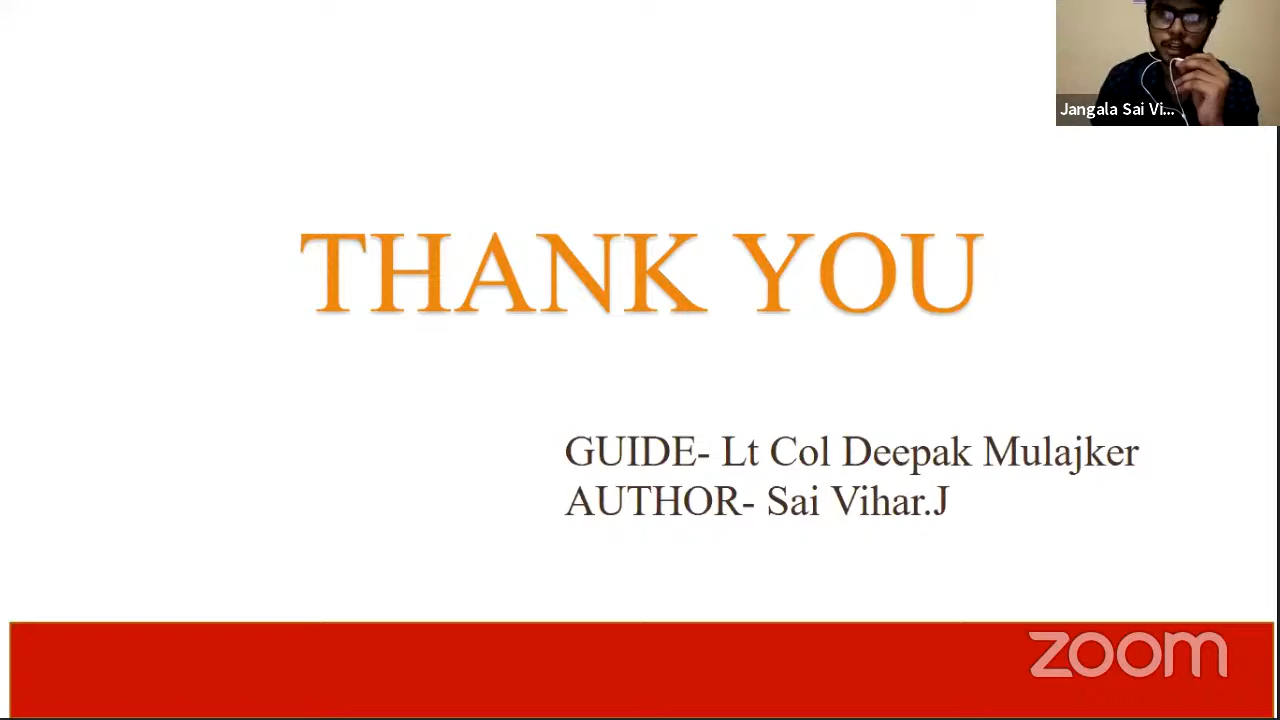 Jangala Sai Vi...
THANK YOU
GUIDE- Lt Col Deepak Mulajker
AUTHOR- Sai Vihar.J
zoom